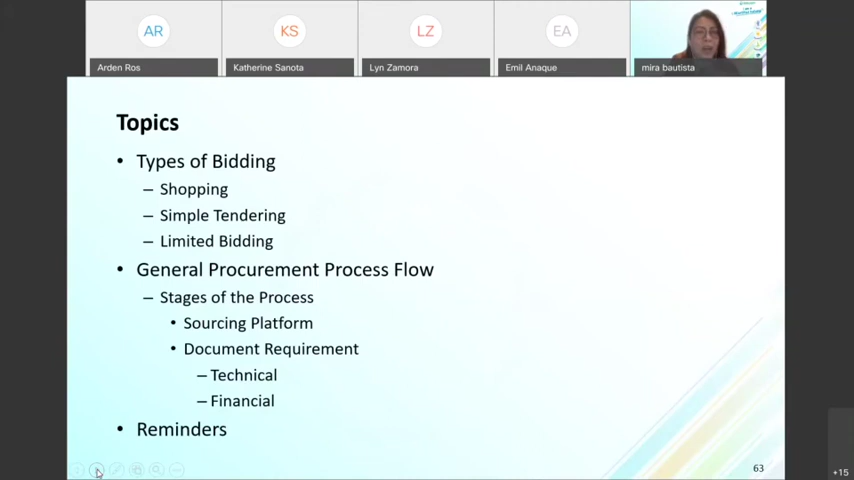 AR
KS
LZ
EA
Arden Ros
Katherine Sanota
Lyn Zamora
Emil Anaque
mira bautista
Topics
• Types of Bidding
– Shopping
– Simple Tendering
– Limited Bidding
• General Procurement Process Flow
– Stages of the Process
• Sourcing Platform
• Document Requirement
– Technical
– Financial
• Reminders
63
+15